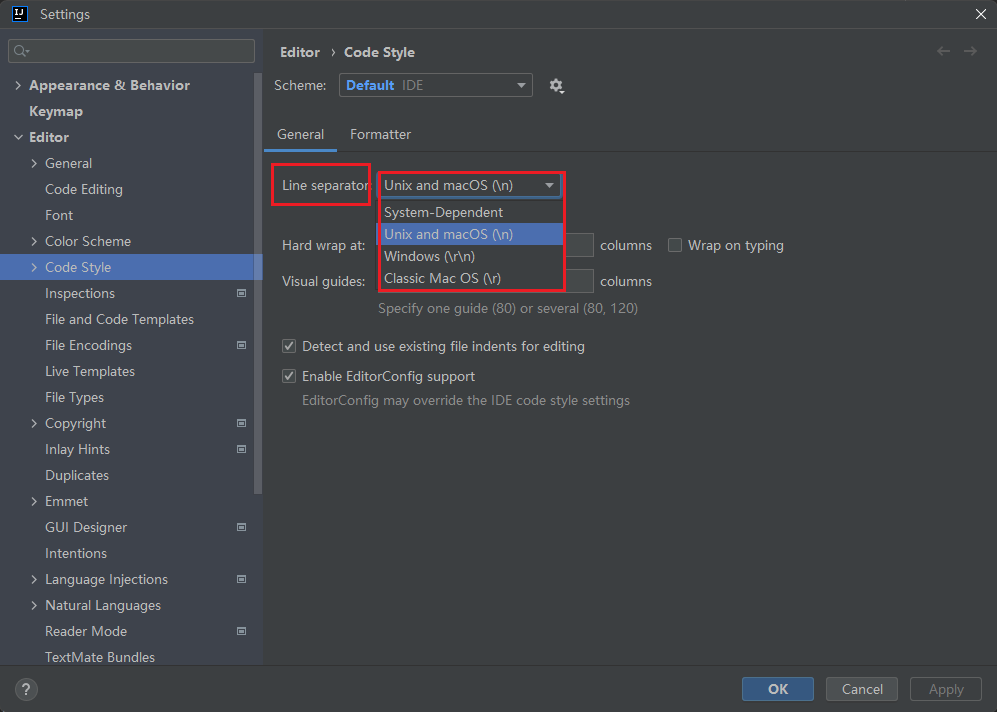 IJ
Settings
Appearance & Behavior
Keymap
Editor
General
Code Editing
Font
Color Scheme
Code Style
Inspections
File and Code Templates
File Encodings
Live Templates
File Types
Copyright
Inlay Hints
Duplicates
Emmet
GUI Designer
Intentions
Language Injections
Natural Languages
Reader Mode
TextMate Bundles
Editor › Code Style
Scheme: Default IDE
General Formatter
Line separator Unix and macOS (\n)
System-Dependent
Unix and macOS (\n)
Windows (\r\n)
Classic Mac OS (\r)
Hard wrap at: columns Wrap on typing
Visual guides: columns
Specify one guide (80) or several (80, 120)
Detect and use existing file indents for editing
Enable EditorConfig support
EditorConfig may override the IDE code style settings
?
OK Cancel Apply